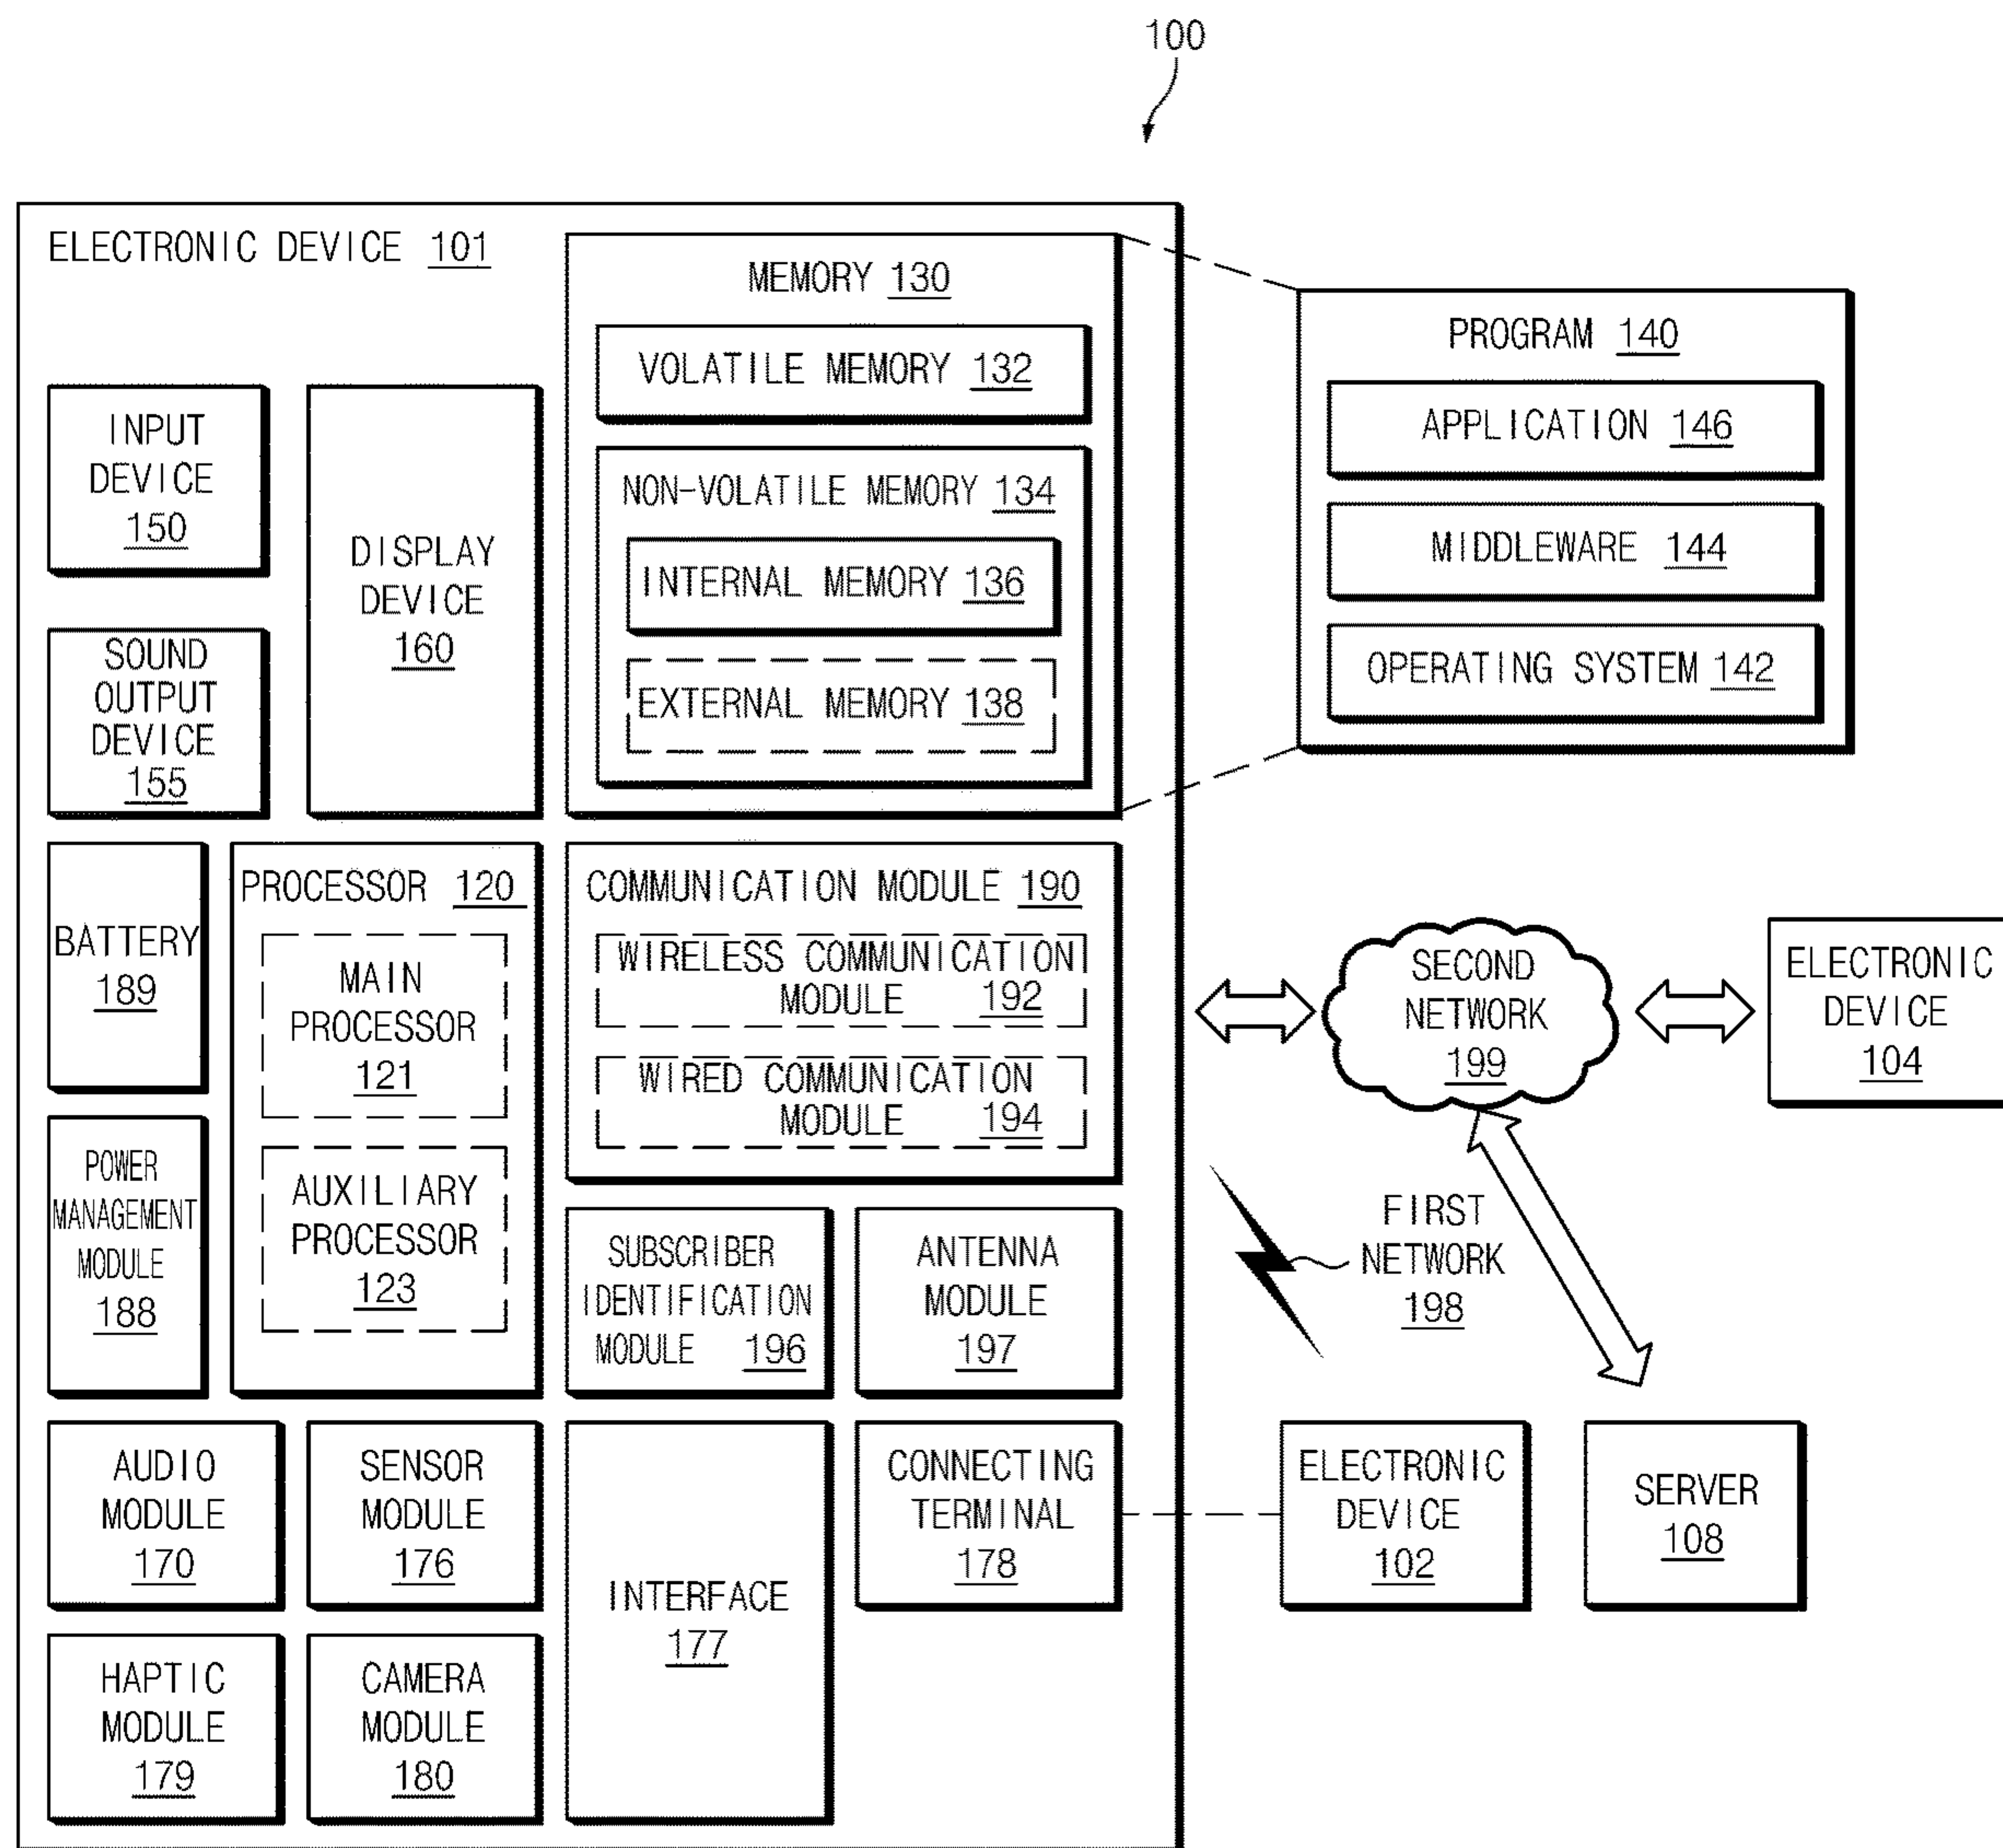 100
ELECTRONIC DEVICE 101
MEMORY 130
VOLATILE MEMORY 132
NON-VOLATILE MEMORY 134
INTERNAL MEMORY 136
EXTERNAL MEMORY 138
PROGRAM 140
APPLICATION 146
MIDDLEWARE 144
OPERATING SYSTEM 142
INPUT
DEVICE
150
DISPLAY
DEVICE
160
SOUND
OUTPUT
DEVICE
155
BATTERY
189
PROCESSOR 120
MAIN
PROCESSOR
121
AUXILIARY
PROCESSOR
123
POWER
MANAGEMENT
MODULE
188
COMMUNICATION MODULE 190
WIRELESS COMMUNICATION
MODULE 192
WIRED COMMUNICATION
MODULE 194
SECOND
NETWORK
199
ELECTRONIC
DEVICE
104
SUBSCRIBER
IDENTIFICATION
MODULE 196
ANTENNA
MODULE
197
FIRST
NETWORK
198
AUDIO
MODULE
170
SENSOR
MODULE
176
INTERFACE
177
CONNECTING
TERMINAL
178
ELECTRONIC
DEVICE
102
SERVER
108
HAPTIC
MODULE
179
CAMERA
MODULE
180